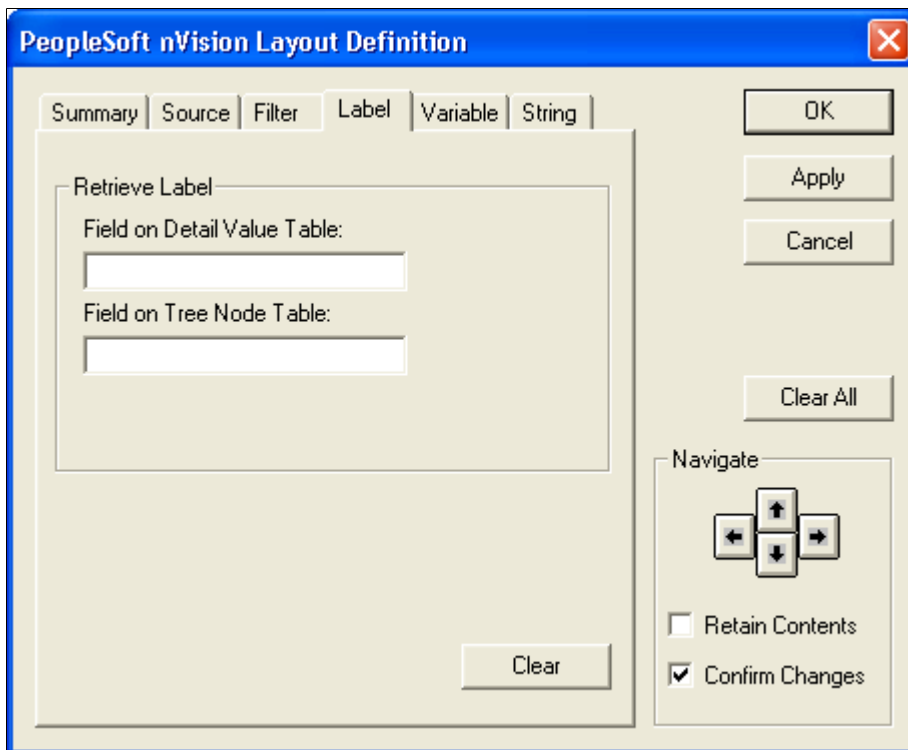 PeopleSoft nVision Layout Definition
Summary
Source
Filter
Label
Variable
String
Retrieve Label
Field on Detail Value Table:
Field on Tree Node Table:
Clear
OK
Apply
Cancel
Clear All
Navigate
Retain Contents
Confirm Changes